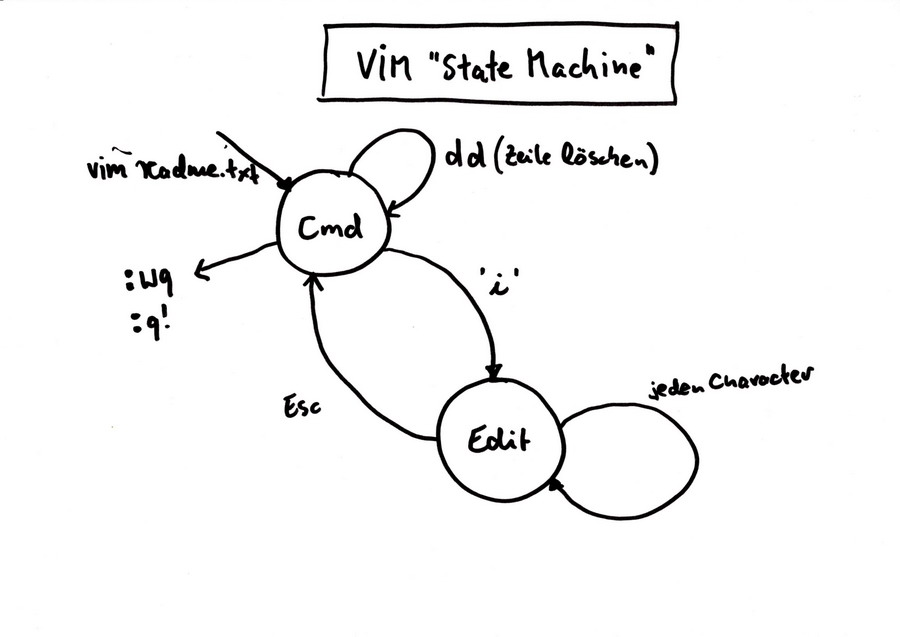 Vim "State Machine"
vim readme.txt
dd (Zeile löschen)
Cmd
:wq
:q!
'i'
Esc
Edit
jeden Character